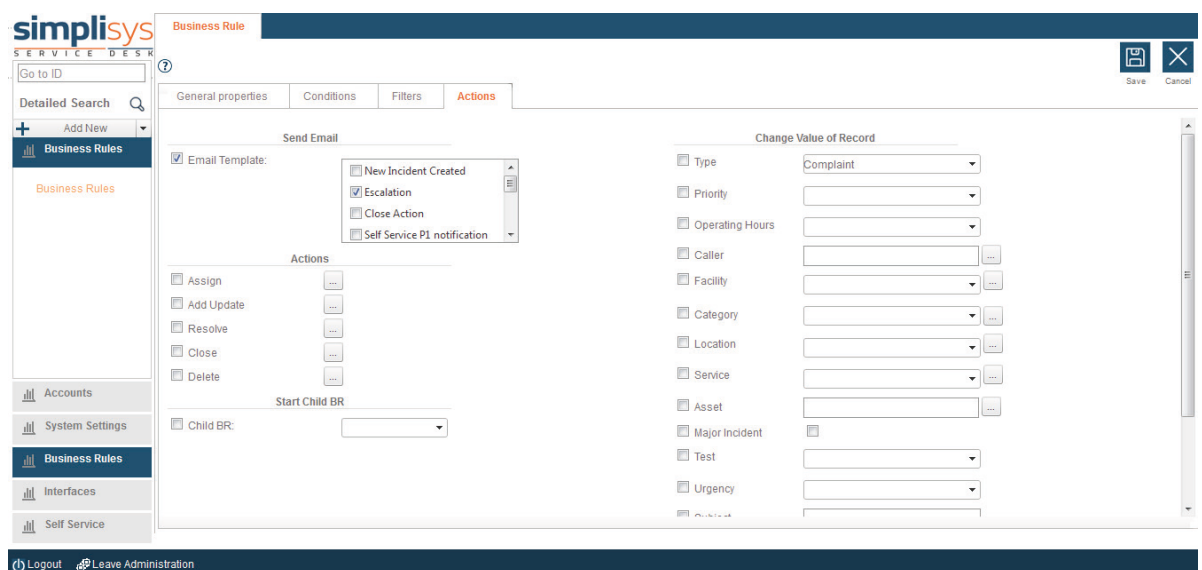 simplisys
SERVICE DESK
Business Rule
Go to ID
Save
Cancel
Detailed Search
General properties
Conditions
Filters
Actions
Add New
Business Rules
Business Rules
Send Email
Email Template:
New Incident Created
Escalation
Close Action
Self Service P1 notification
Actions
Assign
...
Add Update
...
Resolve
...
Close
...
Delete
...
Start Child BR
Child BR:
Change Value of Record
Type
Complaint
Priority
Operating Hours
Caller
...
Facility
...
Category
...
Location
...
Service
...
Asset
...
Major Incident
Test
Urgency
Subject
Accounts
System Settings
Business Rules
Interfaces
Self Service
Logout
Leave Administration